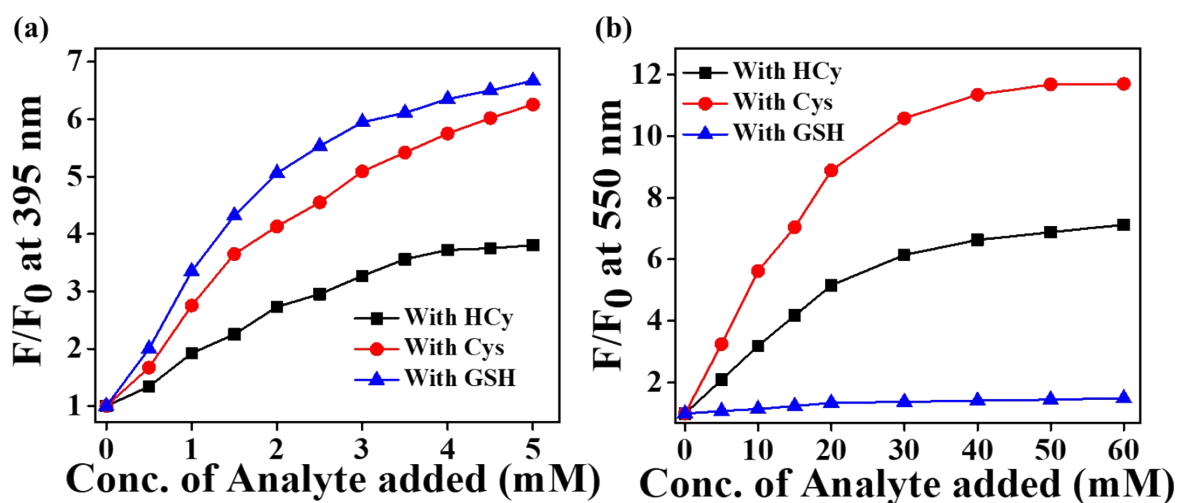 (a)
7
6
5
4
3
2
1
F/F0 at 395 nm
With HCy
With Cys
With GSH
0 1 2 3 4 5
Conc. of Analyte added (mM)
(b)
12
10
8
6
4
2
F/F0 at 550 nm
With HCy
With Cys
With GSH
0 10 20 30 40 50 60
Conc. of Analyte added (mM)